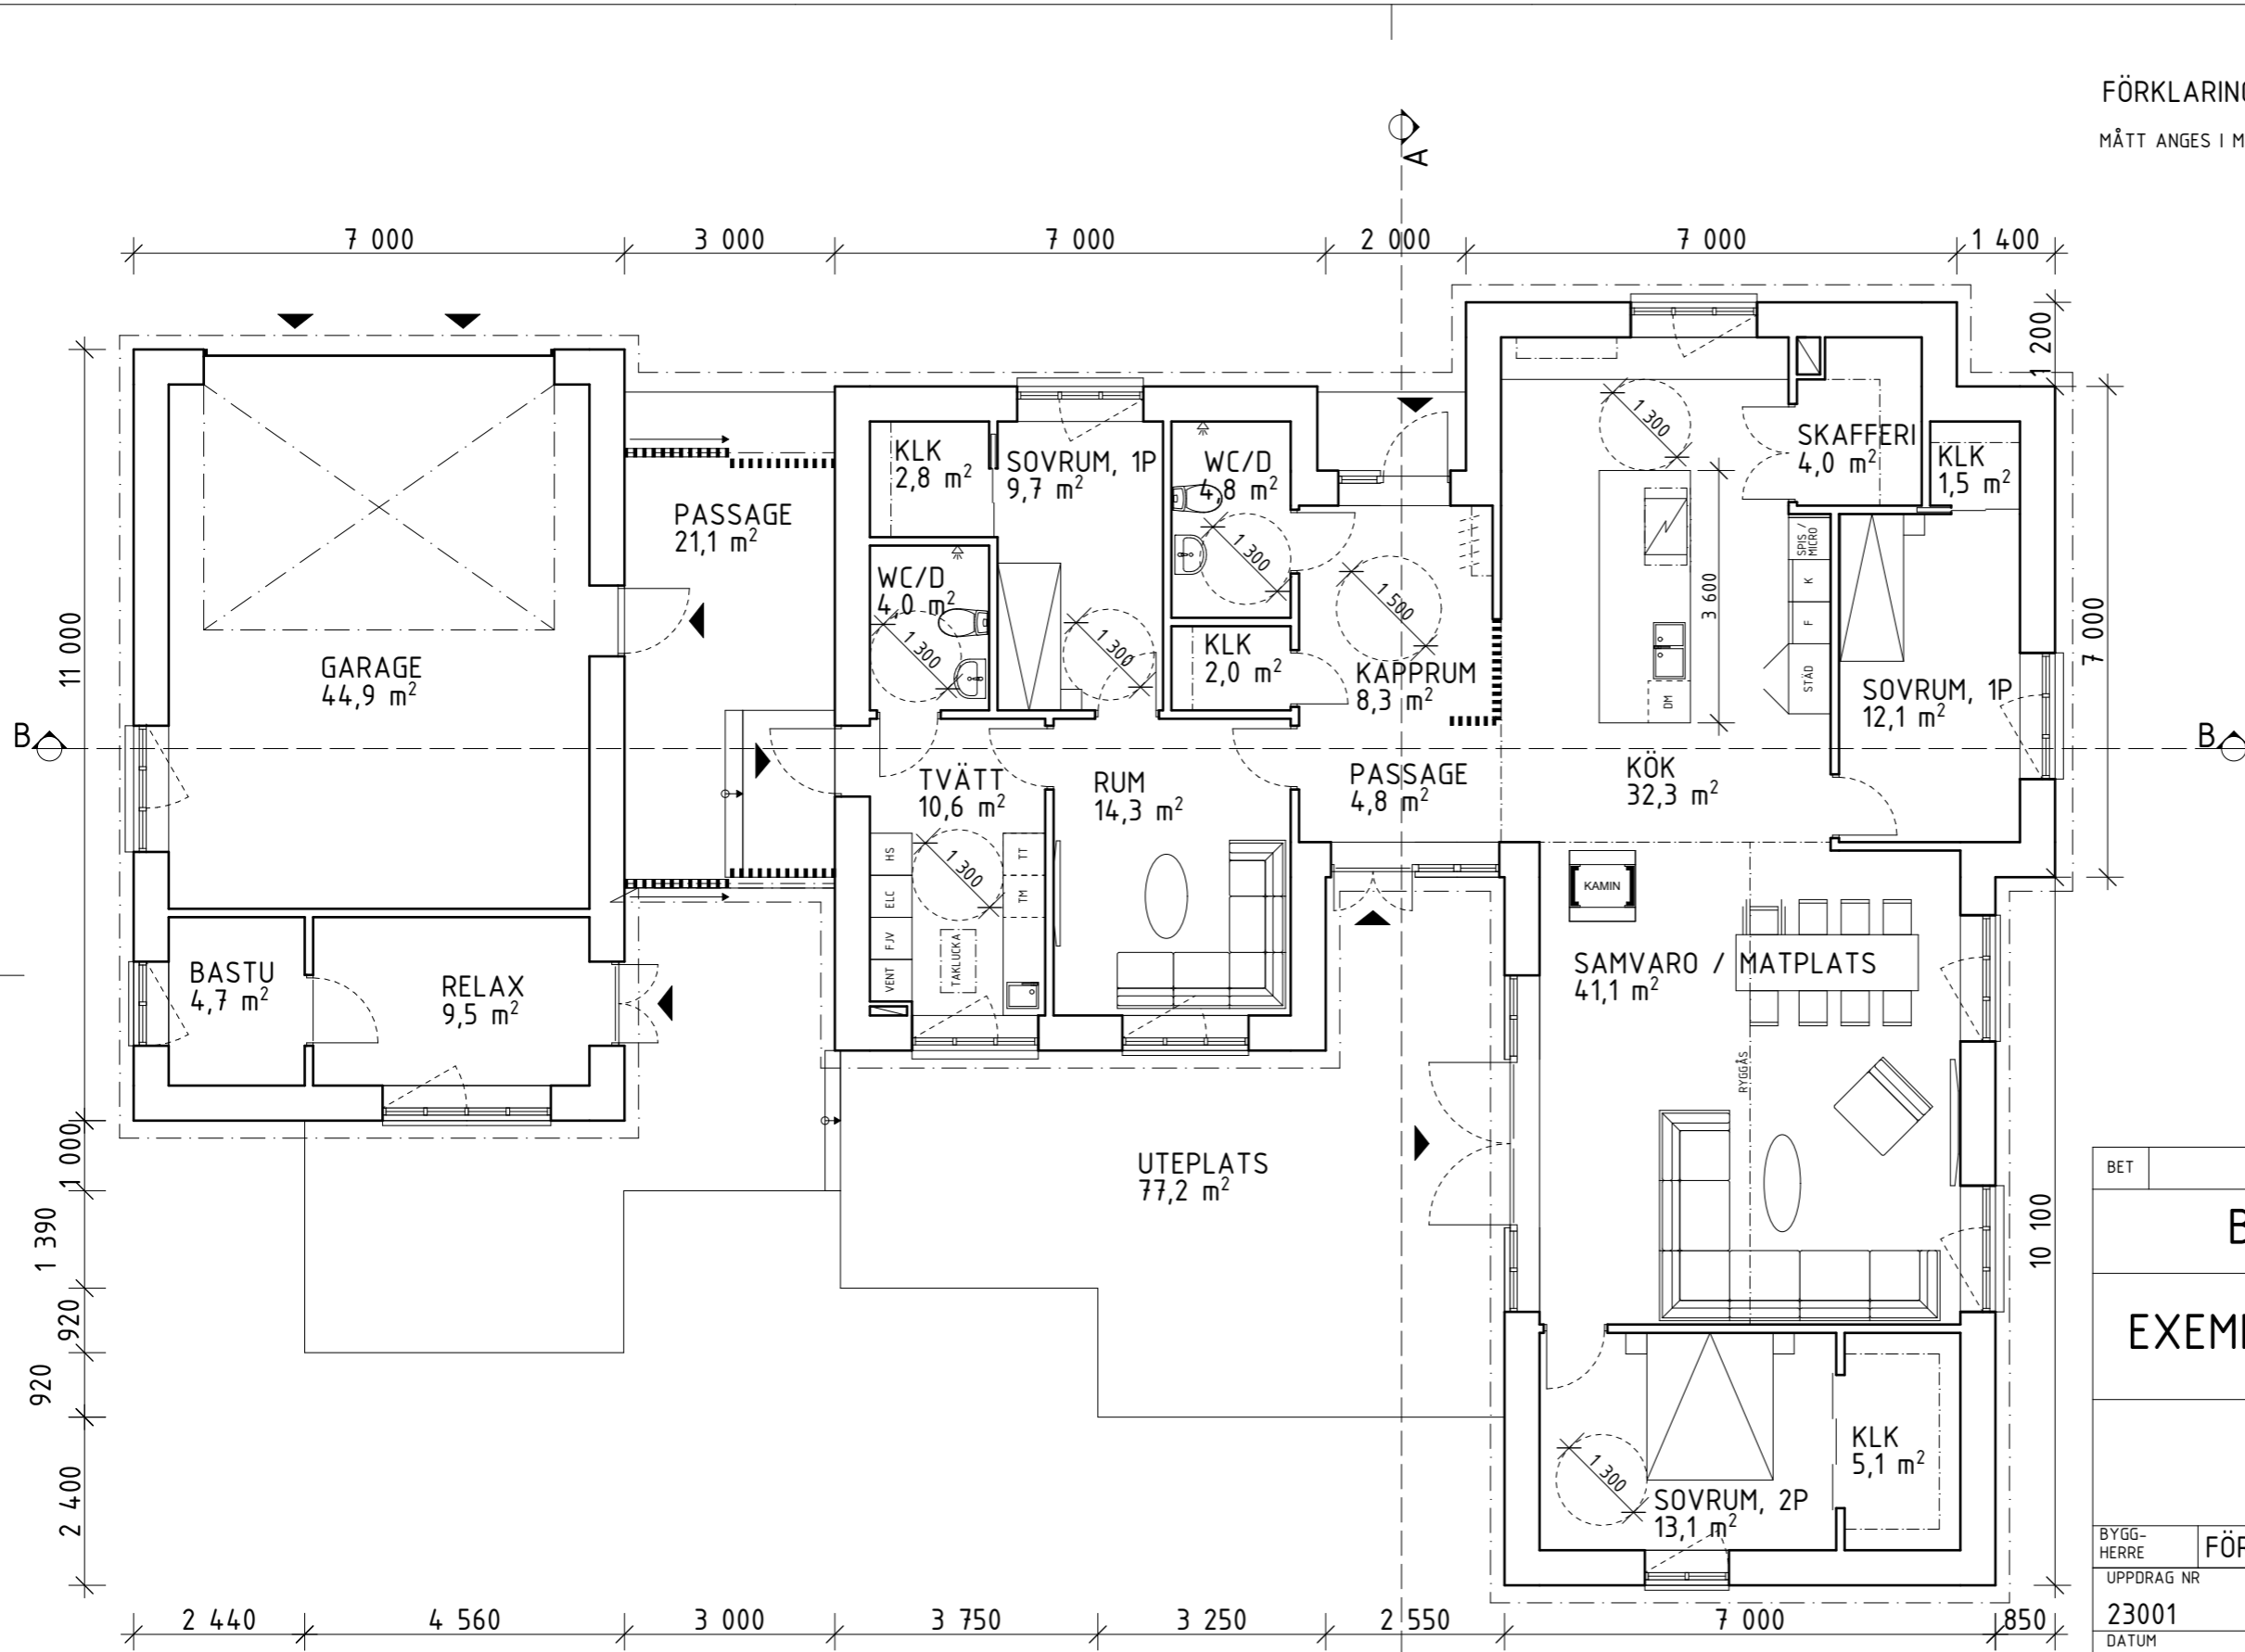 FÖRKLARING
MÅTT ANGES I M
A
7 000
3 000
7 000
2 000
7 000
1 400
1 200
7 000
10 100
11 000
1 000
1 390
920
920
2 400
B
B
GARAGE
44,9 m²
PASSAGE
21,1 m²
KLK
2,8 m²
SOVRUM, 1P
9,7 m²
WC/D
4,8 m²
1 300
WC/D
4,0 m²
1 300
1 300
KLK
2,0 m²
1 500
KAPPRUM
8,3 m²
1 300
3 600
DM
SKAFFERI
4,0 m²
KLK
1,5 m²
SPIS /
MICRO
K
F
STÄD
SOVRUM, 1P
12,1 m²
KÖK
32,3 m²
PASSAGE
4,8 m²
TVÄTT
10,6 m²
RUM
14,3 m²
HS
ELC
FJV
VENT
1 300
TT
TM
TAKLUCKA
BASTU
4,7 m²
RELAX
9,5 m²
KAMIN
SAMVARO / MATPLATS
41,1 m²
RYGGÅS
UTEPLATS
77,2 m²
KLK
5,1 m²
1 300
SOVRUM, 2P
13,1 m²
2 440
4 560
3 000
3 750
3 250
2 550
7 000
850
BET
B
EXEM
BYGG-
HERRE
FÖR
UPPDRAG NR
23001
DATUM